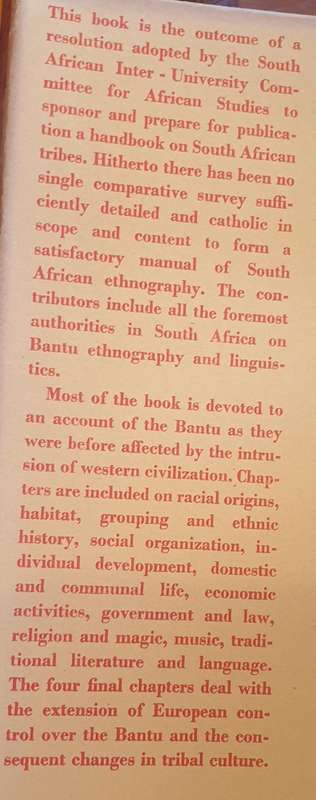 This book is the outcome of a
resolution adopted by the South
African Inter - University Com-
mittee for African Studies to
sponsor and prepare for publica-
tion a handbook on South African
tribes. Hitherto there has been no
single comparative survey suffi-
ciently detailed and catholic in
scope and content to form a
satisfactory manual of South
African ethnography. The con-
tributors include all the foremost
authorities in South Africa on
Bantu ethnography and linguis-
tics.
Most of the book is devoted to
an account of the Bantu as they
were before affected by the intru-
sion of western civilization. Chap-
ters are included on racial origins,
habitat, grouping and ethnic
history, social organization, in-
dividual development, domestic
and communal life, economic
activities, government and law,
religion and magic, music, tradi-
tional literature and language.
The four final chapters deal with
the extension of European con-
trol over the Bantu and the con-
sequent changes in tribal culture.